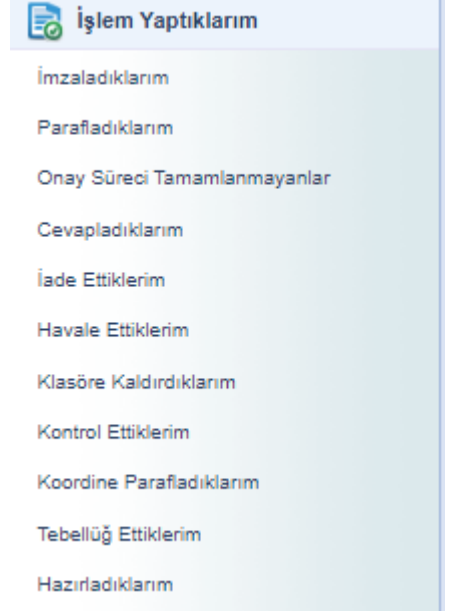 İşlem Yaptıklarım
İmzaladıklarım
Parafladıklarım
Onay Süreci Tamamlanmayanlar
Cevapladıklarım
İade Ettiklerim
Havale Ettiklerim
Klasöre Kaldırdıklarım
Kontrol Ettiklerim
Koordine Parafladıklarım
Tebellüğ Ettiklerim
Hazırladıklarım